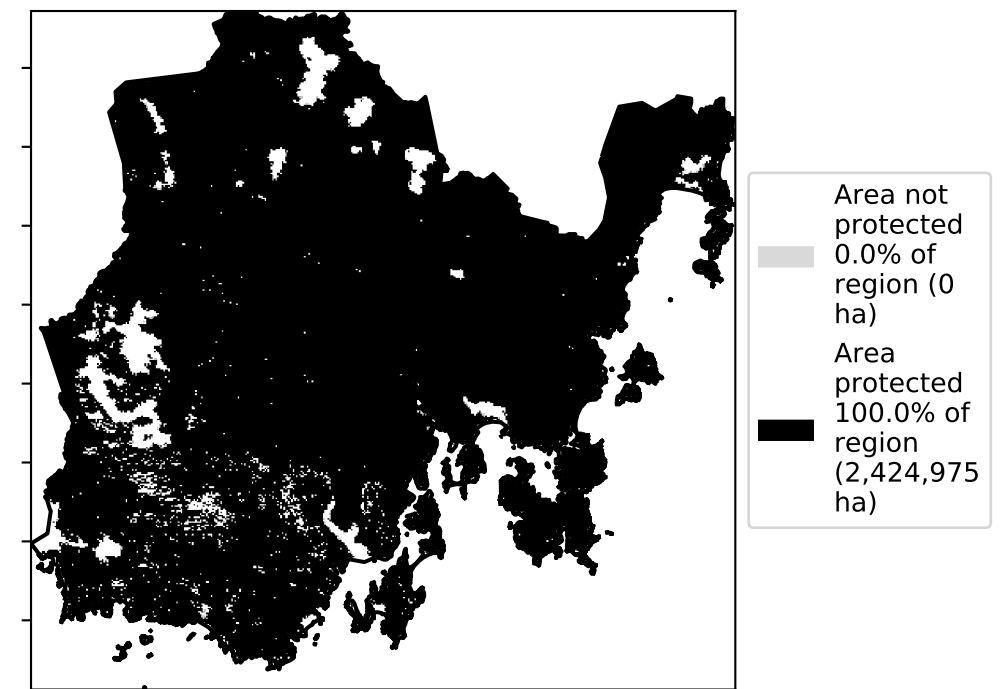 Area not
protected
0.0% of
region (0
ha)
Area
protected
100.0% of
region
(2,424,975
ha)